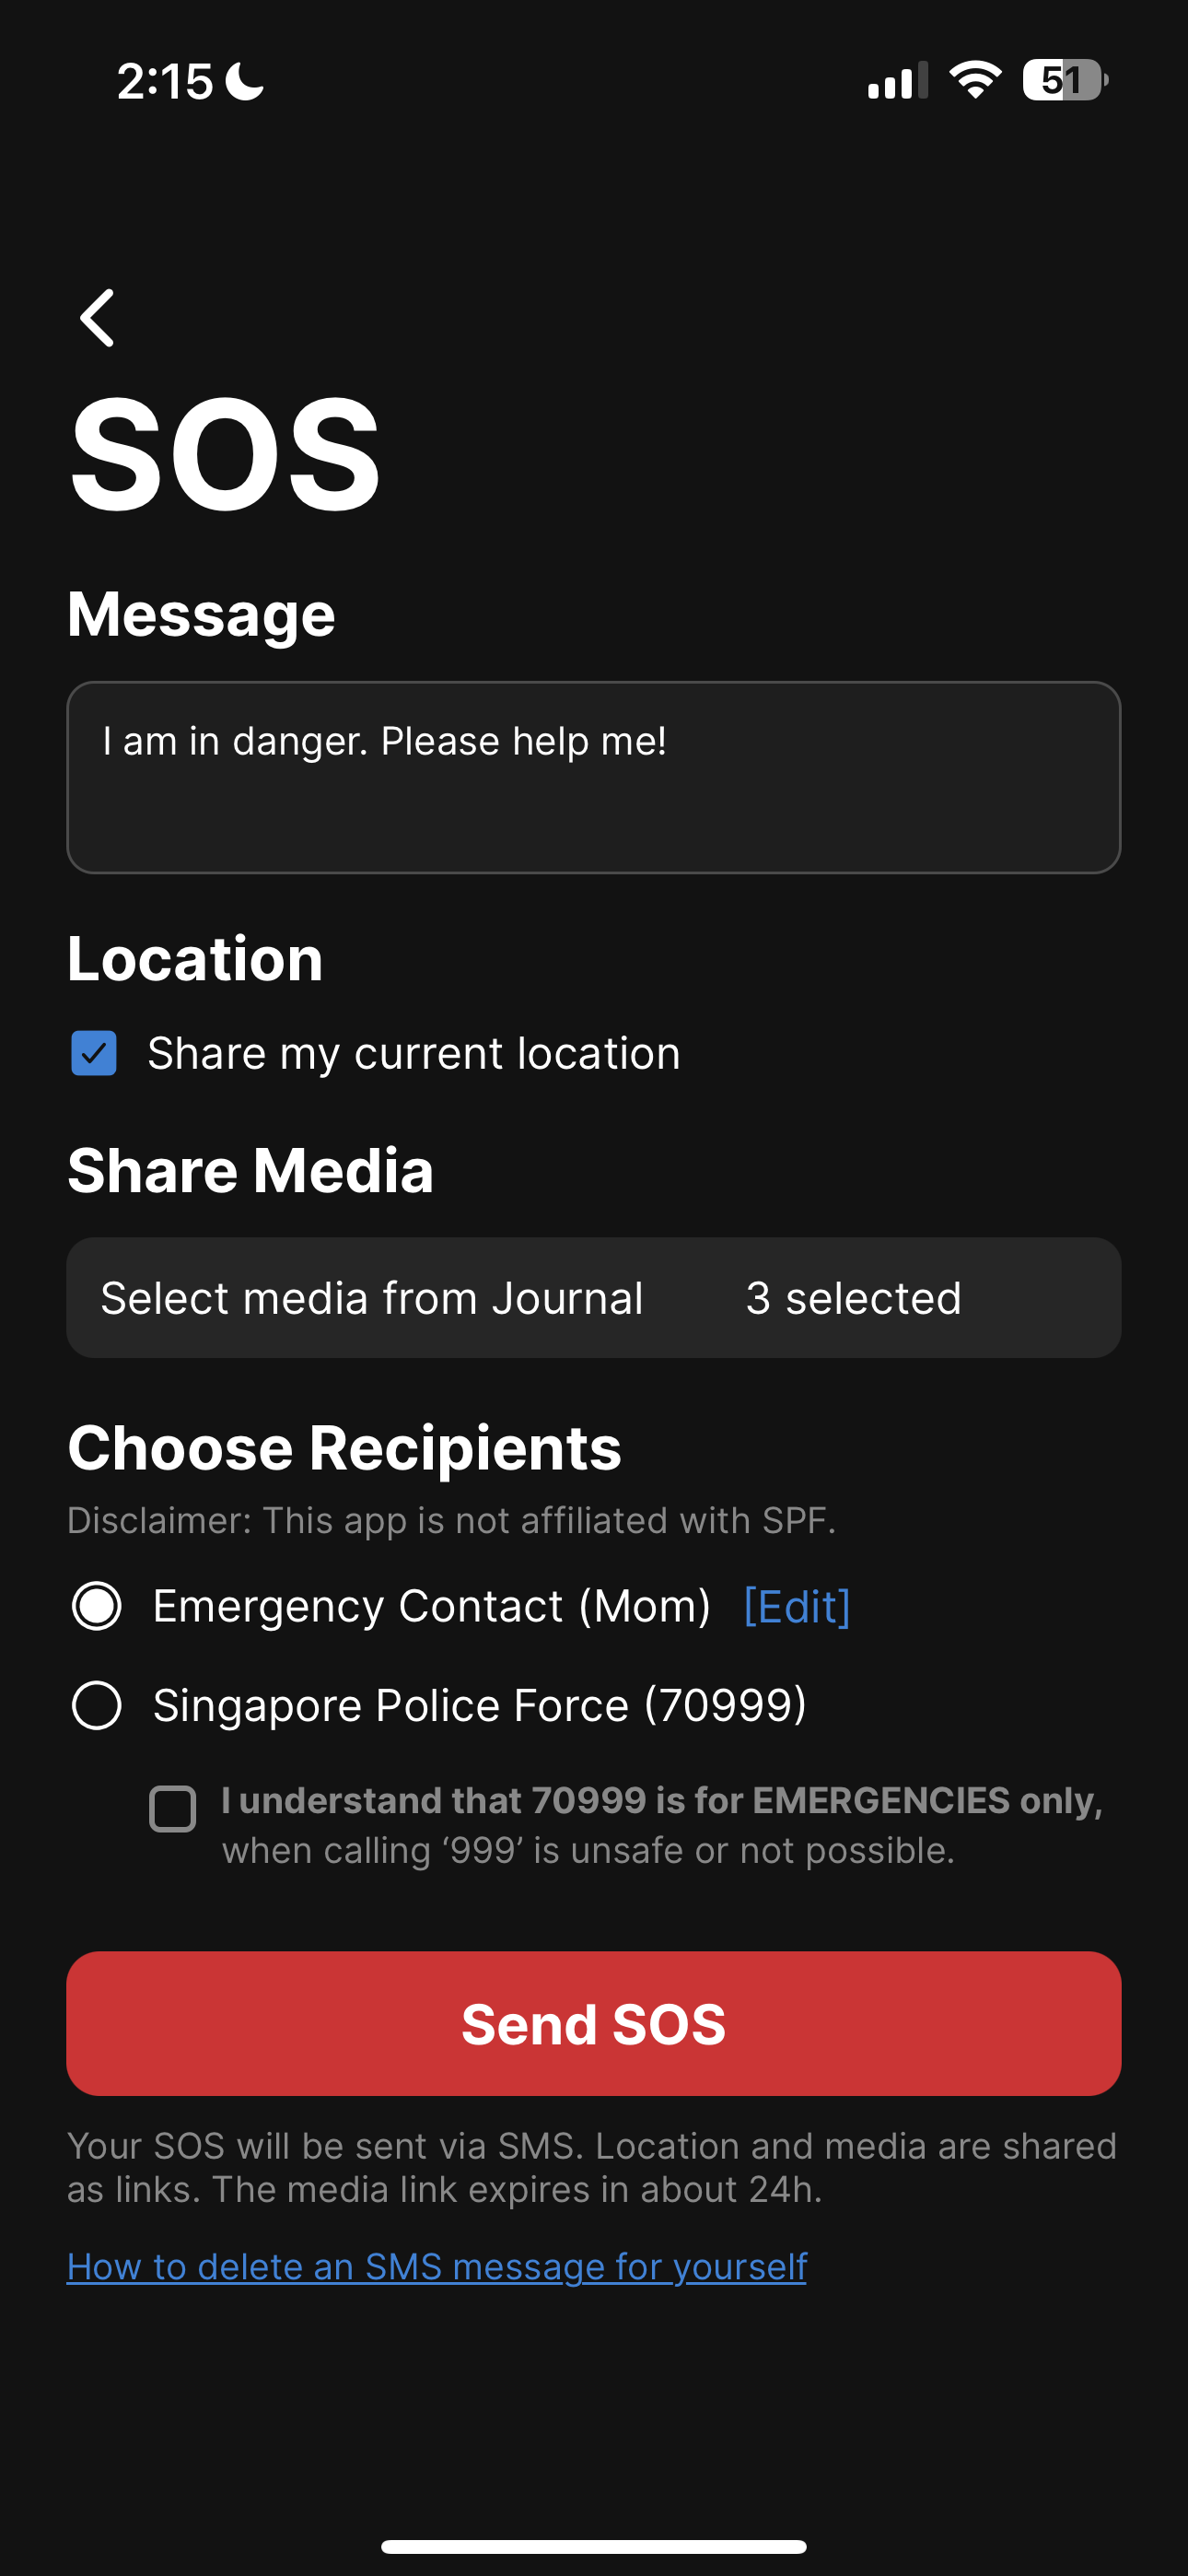 2:15
51
SOS
Message
I am in danger. Please help me!
Location
Share my current location
Share Media
Select media from Journal 3 selected
Choose Recipients
Disclaimer: This app is not affiliated with SPF.
Emergency Contact (Mom) [Edit]
Singapore Police Force (70999)
I understand that 70999 is for EMERGENCIES only,
when calling ‘999’ is unsafe or not possible.
Send SOS
Your SOS will be sent via SMS. Location and media are shared
as links. The media link expires in about 24h.
How to delete an SMS message for yourself